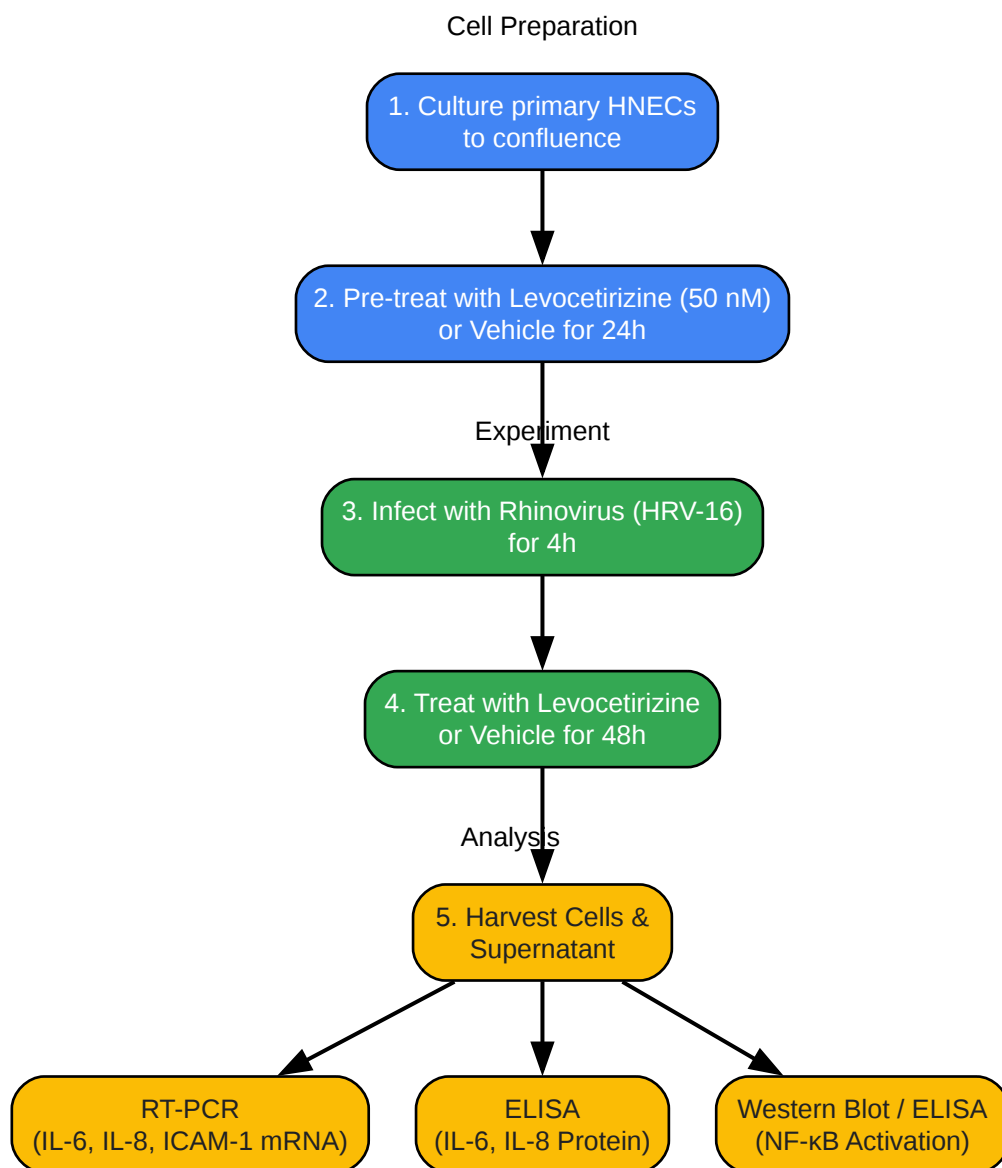 Cell Preparation
1. Culture primary HNECs
to confluence
2. Pre-treat with Levocetirizine (50 nM)
or Vehicle for 24h
Experiment
3. Infect with Rhinovirus (HRV-16)
for 4h
4. Treat with Levocetirizine
or Vehicle for 48h
Analysis
5. Harvest Cells &
Supernatant
RT-PCR
(IL-6, IL-8, ICAM-1 mRNA)
ELISA
(IL-6, IL-8 Protein)
Western Blot / ELISA
(NF-κB Activation)